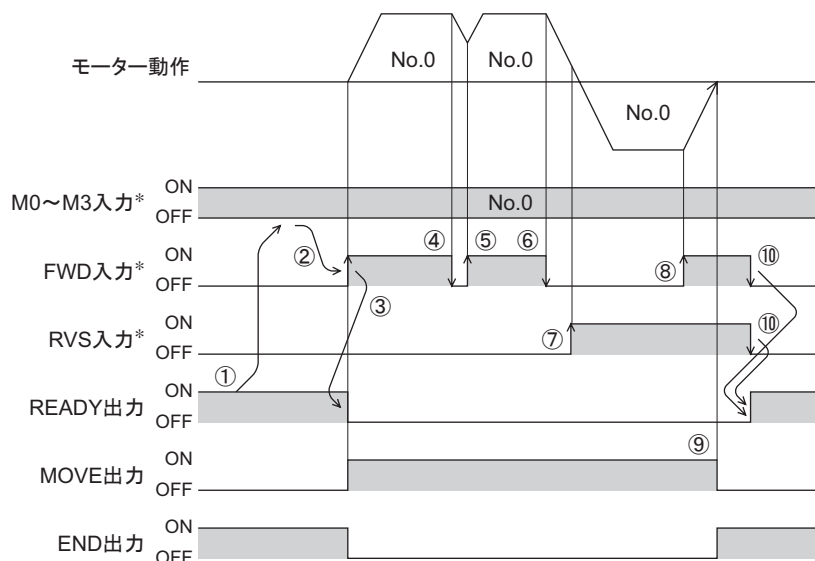 No.0 No.0
モーター動作
No.0
M0～M3入力* ON
No.0
OFF
② ④ ⑤ ⑥ ⑧ ⑩
FWD入力* ON
OFF
③
RVS入力* ON
OFF
⑦ ⑩
①
READY出力 ON
OFF
MOVE出力 ON
OFF
⑨
END出力 ON
OFF